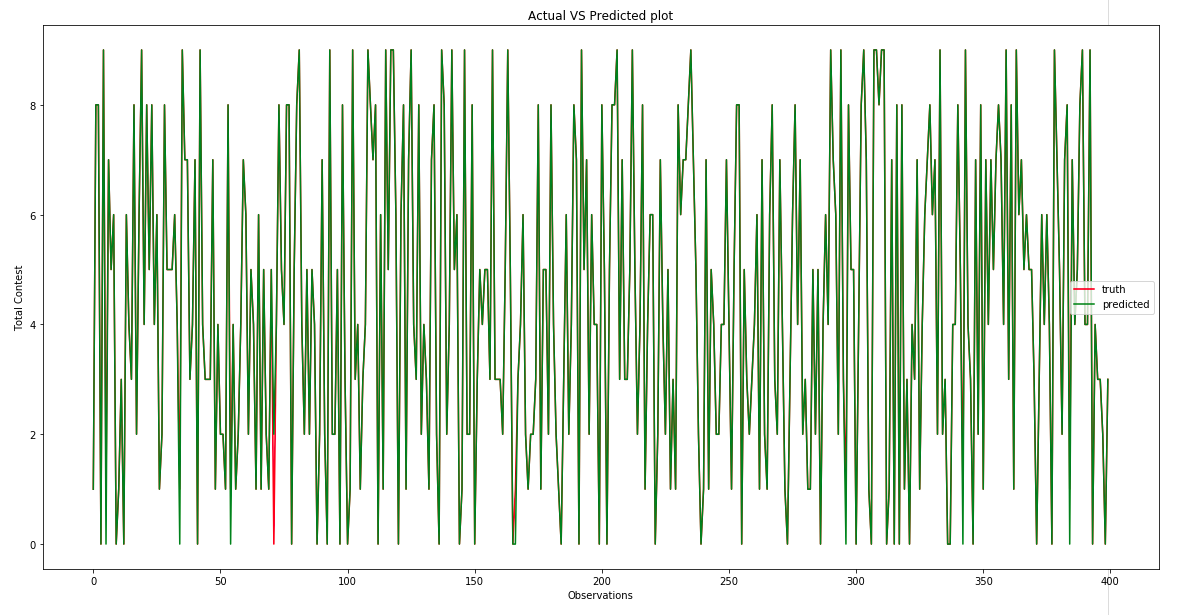 Actual VS Predicted plot
8
6
4
2
0
Total Contest
truth
predicted
0 50 100 150 200 250 300 350 400
Observations